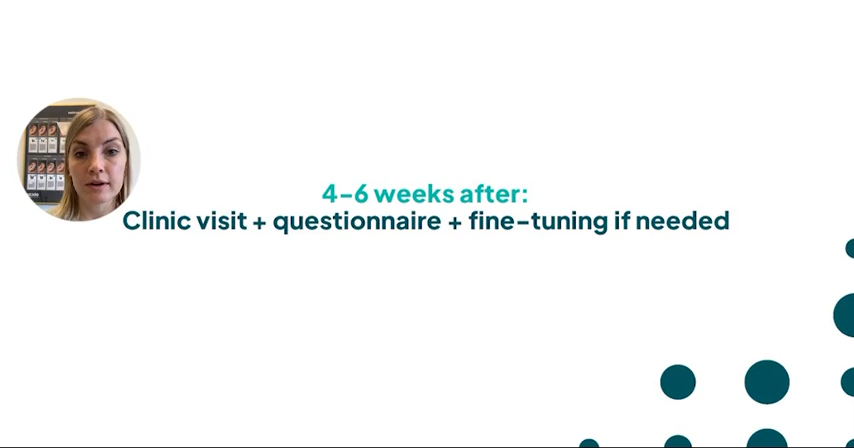 4–6 weeks after:
Clinic visit + questionnaire + fine–tuning if needed